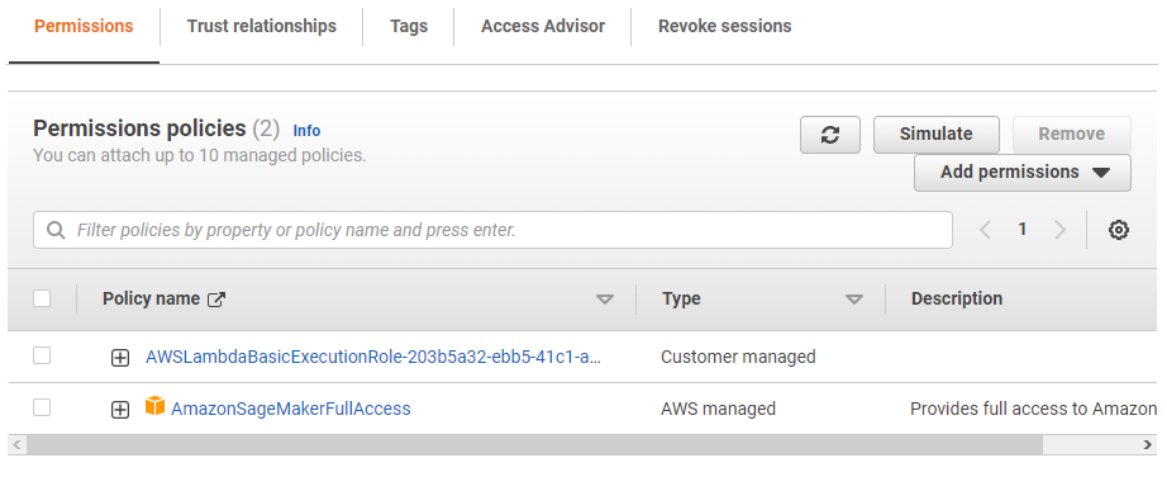 Permissions Trust relationships Tags Access Advisor Revoke sessions
Permissions policies (2) Info
You can attach up to 10 managed policies.
Simulate Remove
Add permissions
Filter policies by property or policy name and press enter.
1
Policy name Type Description
AWSLambdaBasicExecutionRole-203b5a32-ebb5-41c1-a... Customer managed
AmazonSageMakerFullAccess AWS managed Provides full access to Amazon